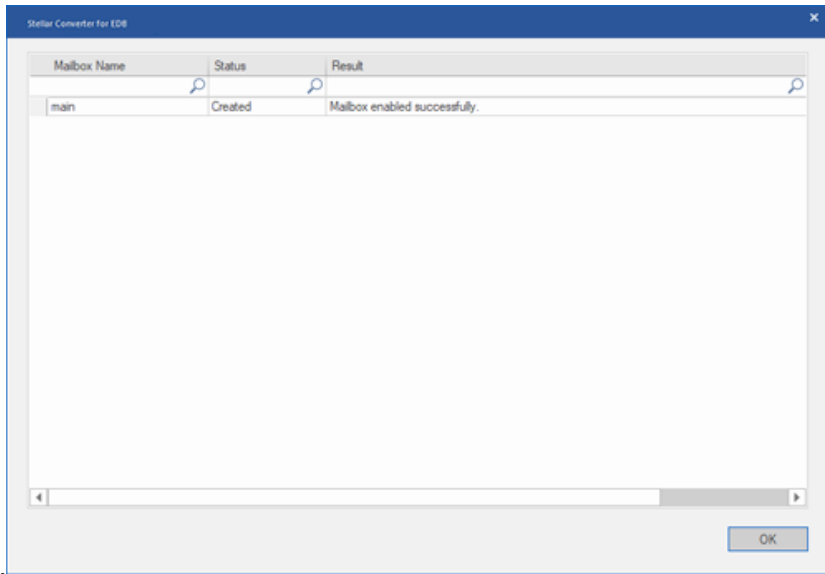 Stellar Converter for EDB
Mailbox Name Status Result
main Created Mailbox enabled successfully.
OK